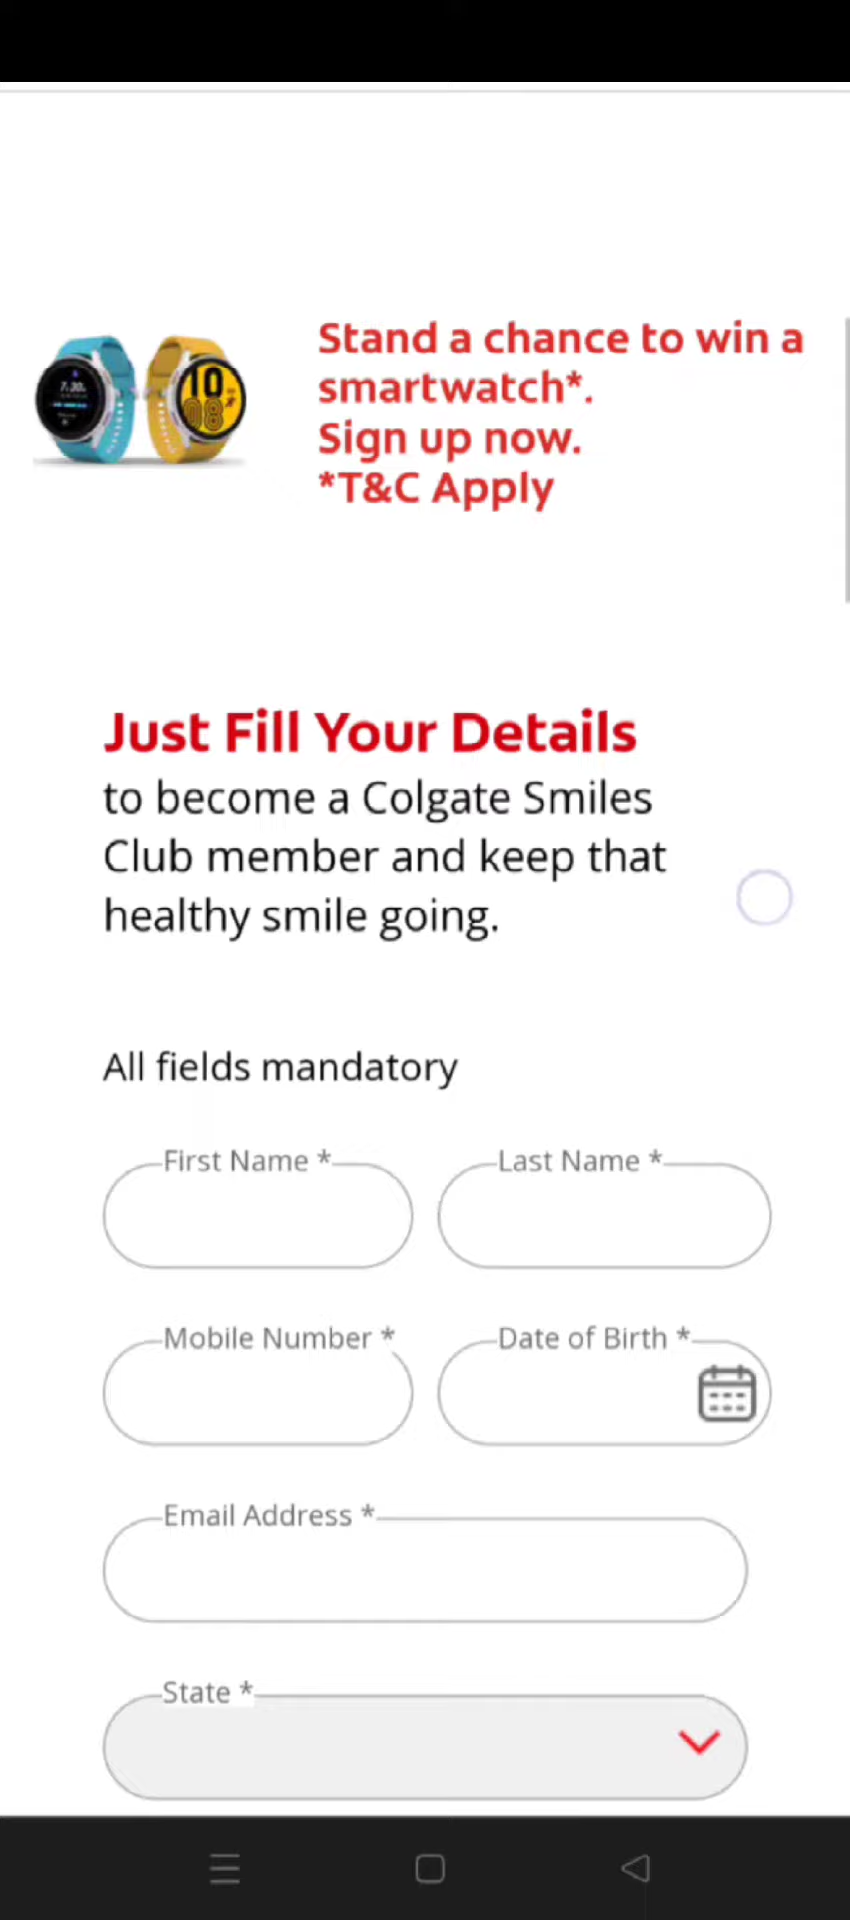 Stand a chance to win a
smartwatch*.
Sign up now.
*T&C Apply
Just Fill Your Details
to become a Colgate Smiles
Club member and keep that
healthy smile going.
All fields mandatory
First Name *
Last Name *
Mobile Number *
Date of Birth *
Email Address *
State *